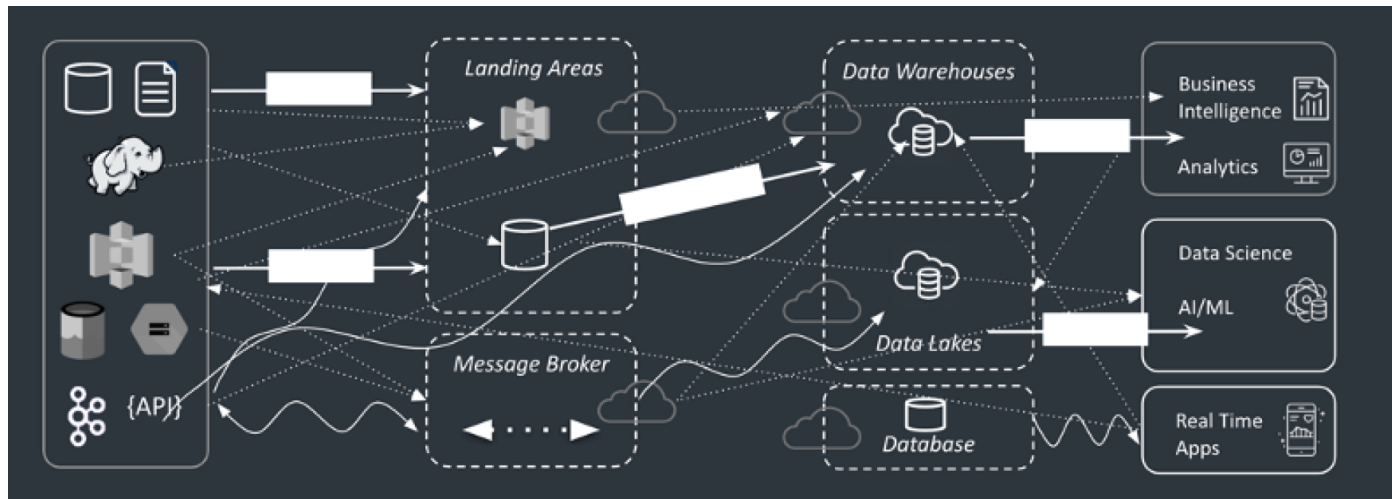 {API}
Landing Areas
Message Broker
Data Warehouses
Data Lakes
Database
Business
Intelligence
Analytics
Data Science
AI/ML
Real Time
Apps